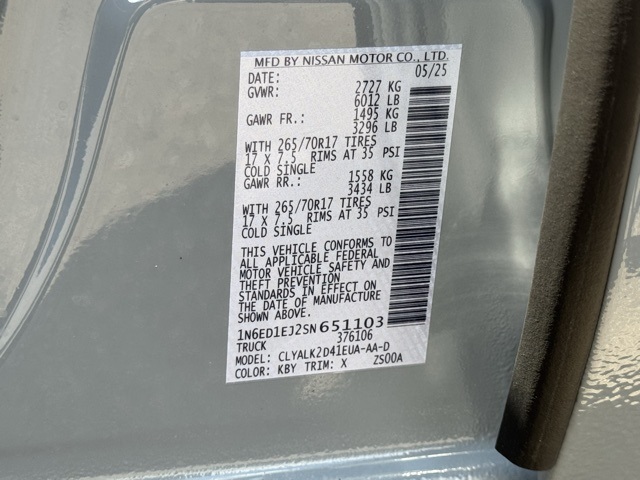 MFD BY NISSAN MOTOR CO., LTD.
DATE: 05/25
GVWR: 2727 KG
6012 LB
GAWR FR.: 1495 KG
3296 LB
WITH 265/70R17 TIRES
17 X 7.5 RIMS AT 35 PSI
COLD SINGLE
GAWR RR.: 1558 KG
3434 LB
WITH 265/70R17 TIRES
17 X 7.5 RIMS AT 35 PSI
COLD SINGLE
THIS VEHICLE CONFORMS TO
ALL APPLICABLE FEDERAL
MOTOR VEHICLE SAFETY AND
THEFT PREVENTION
STANDARDS IN EFFECT ON
THE DATE OF MANUFACTURE
SHOWN ABOVE.
1N6ED1EJ2SN651103
TRUCK 376106
MODEL: CLYALK2D41EUA-AA-D
COLOR: KBY TRIM: X ZS00A